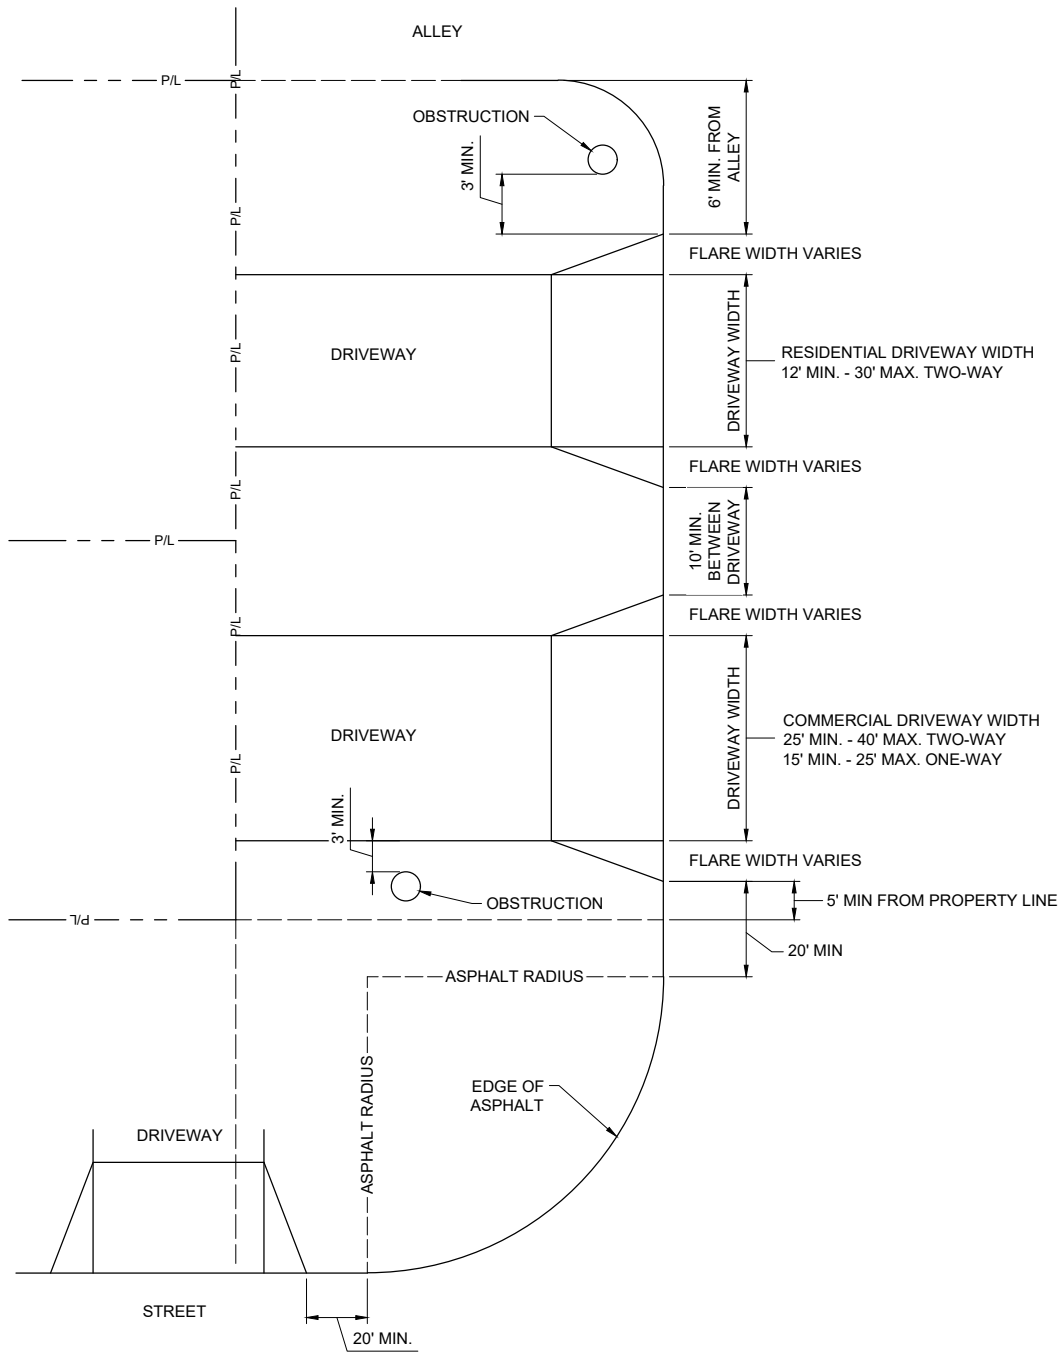 ALLEY
P/L
P/L
OBSTRUCTION
3' MIN.
6' MIN. FROM
ALLEY
P/L
FLARE WIDTH VARIES
DRIVEWAY
P/L
DRIVEWAY WIDTH
RESIDENTIAL DRIVEWAY WIDTH
12' MIN. - 30' MAX. TWO-WAY
FLARE WIDTH VARIES
P/L
P/L
10' MIN.
BETWEEN
DRIVEWAY
FLARE WIDTH VARIES
P/L
DRIVEWAY
P/L
DRIVEWAY WIDTH
COMMERCIAL DRIVEWAY WIDTH
25' MIN. - 40' MAX. TWO-WAY
15' MIN. - 25' MAX. ONE-WAY
3' MIN.
FLARE WIDTH VARIES
OBSTRUCTION
5' MIN FROM PROPERTY LINE
P/L
20' MIN
ASPHALT RADIUS
ASPHALT RADIUS
EDGE OF
ASPHALT
DRIVEWAY
STREET
20' MIN.